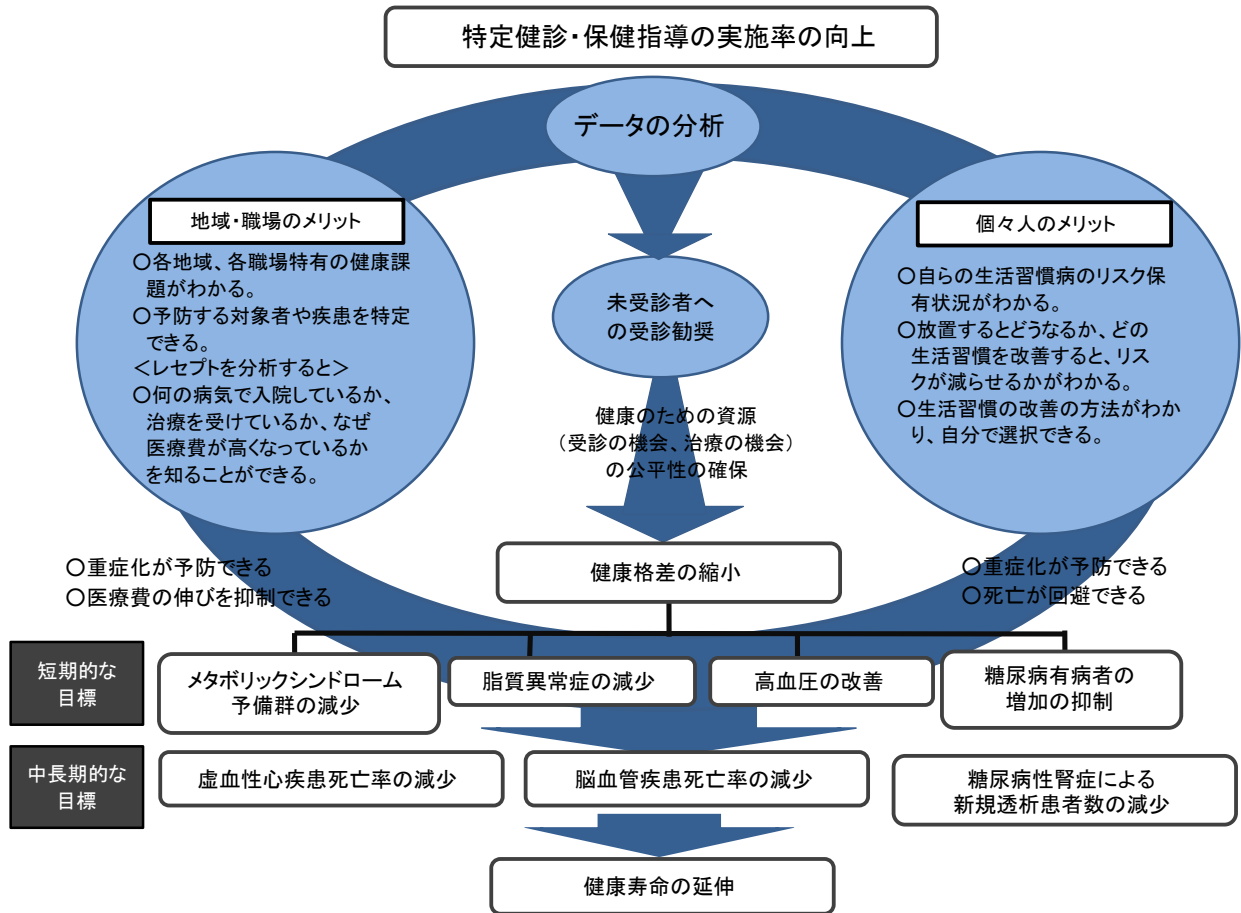 特定健診・保健指導の実施率の向上
データの分析
地域・職場のメリット
○各地域、各職場特有の健康課
題がわかる。
○予防する対象者や疾患を特定
できる。
<レセプトを分析すると>
○何の病気で入院しているか、
治療を受けているか、なぜ
医療費が高くなっているか
を知ることができる。
未受診者へ
の受診勧奨
個々人のメリット
○自らの生活習慣病のリスク保
有状況がわかる。
○放置するとどうなるか、どの
生活習慣を改善すると、リス
クが減らせるかがわかる。
○生活習慣の改善の方法がわか
り、自分で選択できる。
健康のための資源
(受診の機会、治療の機会)
の公平性の確保
○重症化が予防できる
○医療費の伸びを抑制できる
健康格差の縮小
○重症化が予防できる
○死亡が回避できる
短期的な
目標
メタボリックシンドローム
予備群の減少
脂質異常症の減少
高血圧の改善
糖尿病有病者の
増加の抑制
中長期的な
目標
虚血性心疾患死亡率の減少
脳血管疾患死亡率の減少
糖尿病性腎症による
新規透析患者数の減少
健康寿命の延伸